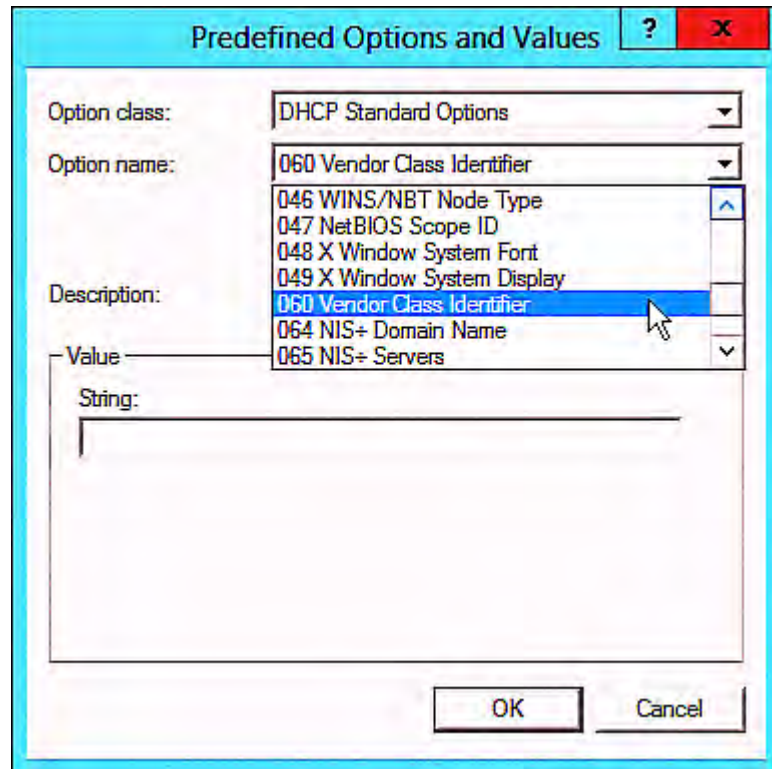 Predefined Options and Values ? x
Option class: DHCP Standard Options
Option name: 060 Vendor Class Identifier
046 WINS/NBT Node Type
047 NetBIOS Scope ID
048 X Window System Font
049 X Window System Display
Description:
060 Vendor Class Identifier
064 NIS+ Domain Name
065 NIS+ Servers
Value
String:
OK Cancel